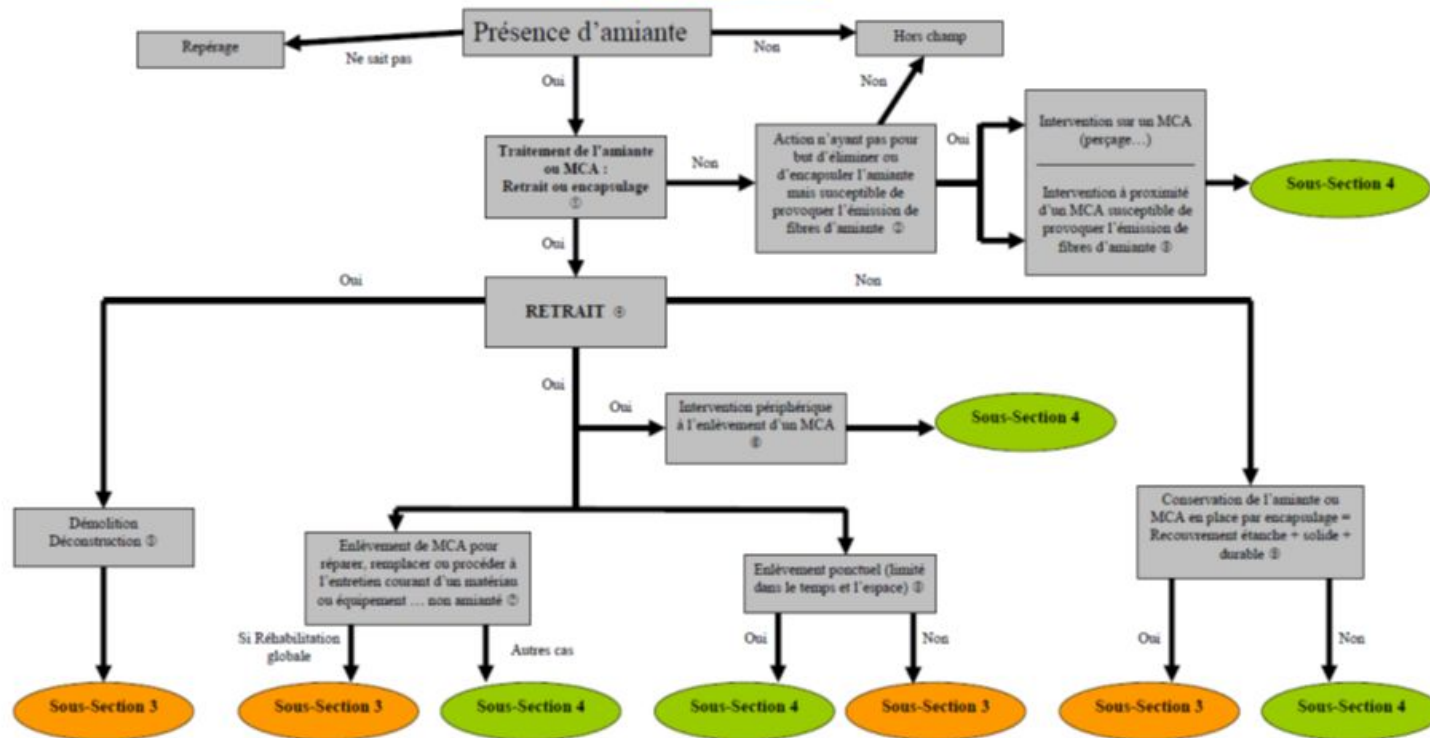 Présence d'amiante
Repérage
Ne sait pas
Non
Hors champ
Oui
Non
Traitement de l'amiante
ou MCA :
Retrait ou encapsulage
①
Non
Action n'ayant pas pour
but d'éliminer ou
d'encapsuler l'amiante
mais susceptible de
provoquer l'émission de
fibres d'amiante ②
Oui
Intervention sur un MCA
(perçage…)
Intervention à proximité
d'un MCA susceptible de
provoquer l'émission de
fibres d'amiante ③
Sous-Section 4
Oui
Oui
RETRAIT ④
Non
Oui
Oui
Intervention périphérique
à l'enlèvement d'un MCA
⑥
Sous-Section 4
Démolition
Déconstruction ⑤
Enlèvement de MCA pour
réparer, remplacer ou procéder à
l'entretien courant d'un matériau
ou équipement … non amianté ⑦
Enlèvement ponctuel (limité
dans le temps et l'espace)
Conservation de l'amiante ou
MCA en place par encapsulage =
Recouvrement étanche + solide +
durable
Si Réhabilitation
globale
Autres cas
Oui
Non
Oui
Non
Sous-Section 3
Sous-Section 3
Sous-Section 4
Sous-Section 4
Sous-Section 3
Sous-Section 3
Sous-Section 4